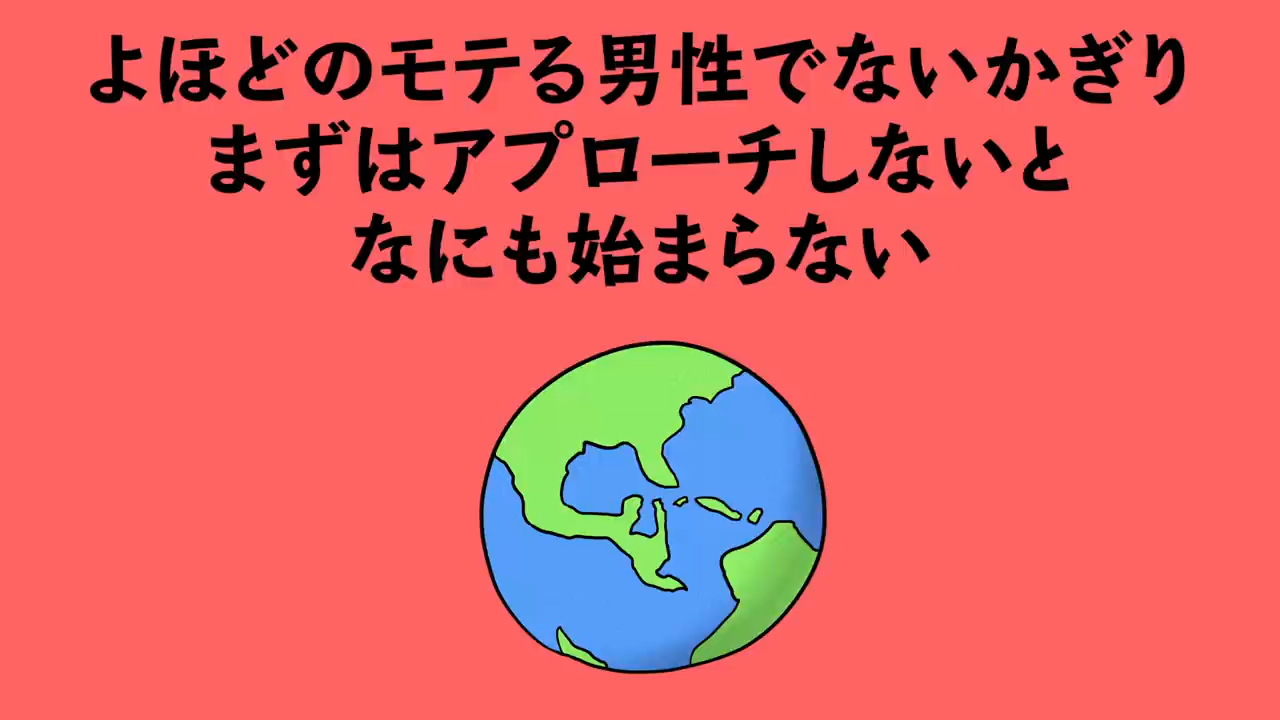 よほどのモテる男性でないかぎり
まずはアプローチしないと
なにも始まらない